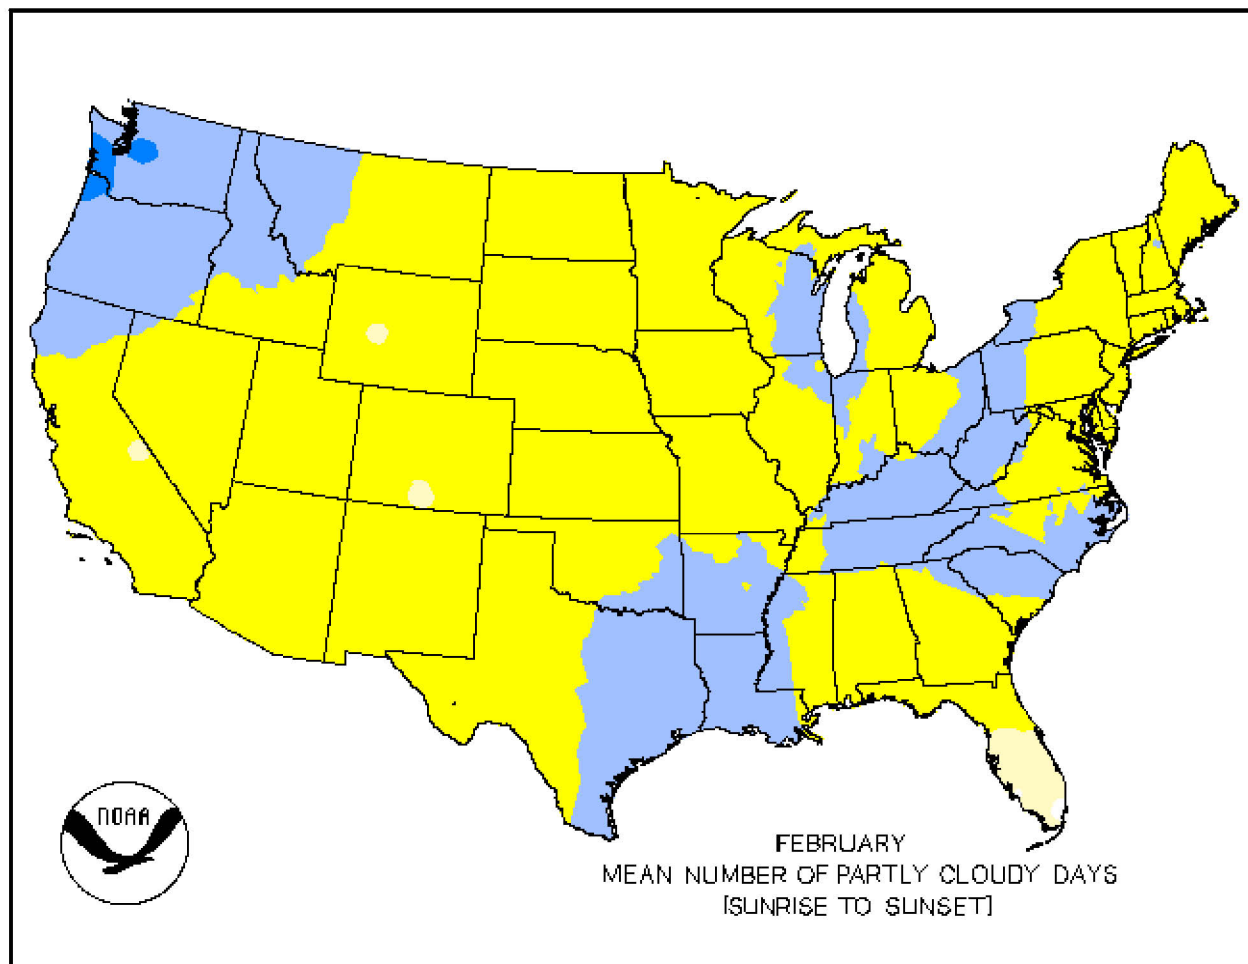 NOAA
FEBRUARY
MEAN NUMBER OF PARTLY CLOUDY DAYS
[SUNRISE TO SUNSET]